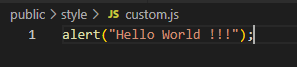 public > style > JS custom.js
1 alert("Hello World !!!");